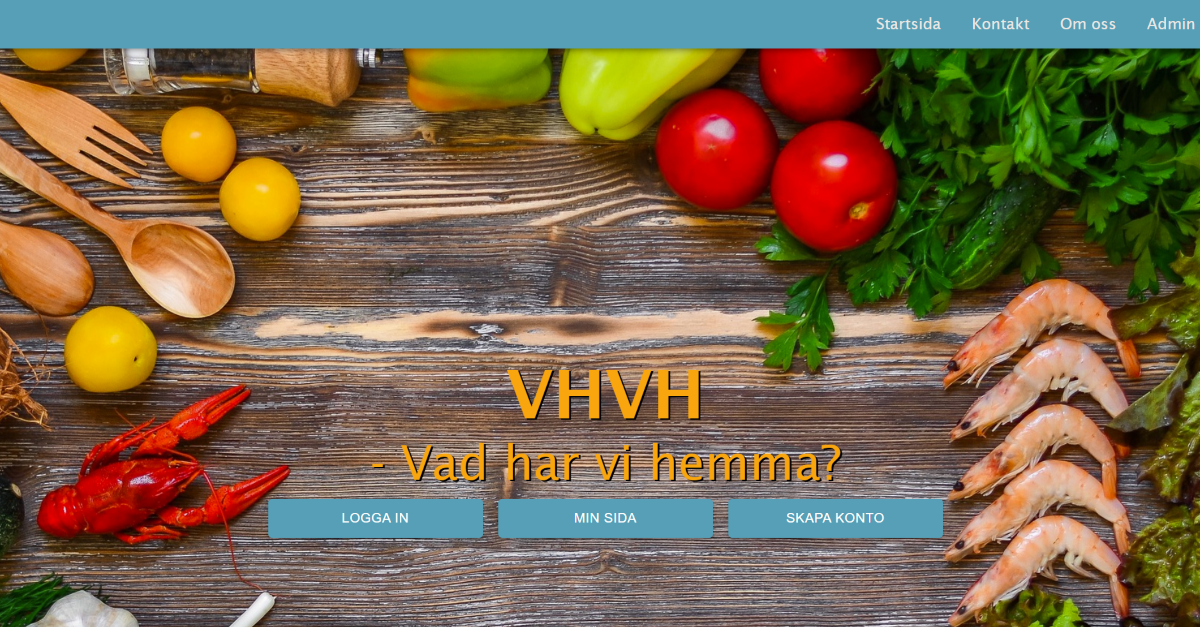 Startsida Kontakt Om oss Admin
VHVH
- Vad har vi hemma?
LOGGA IN MIN SIDA SKAPA KONTO